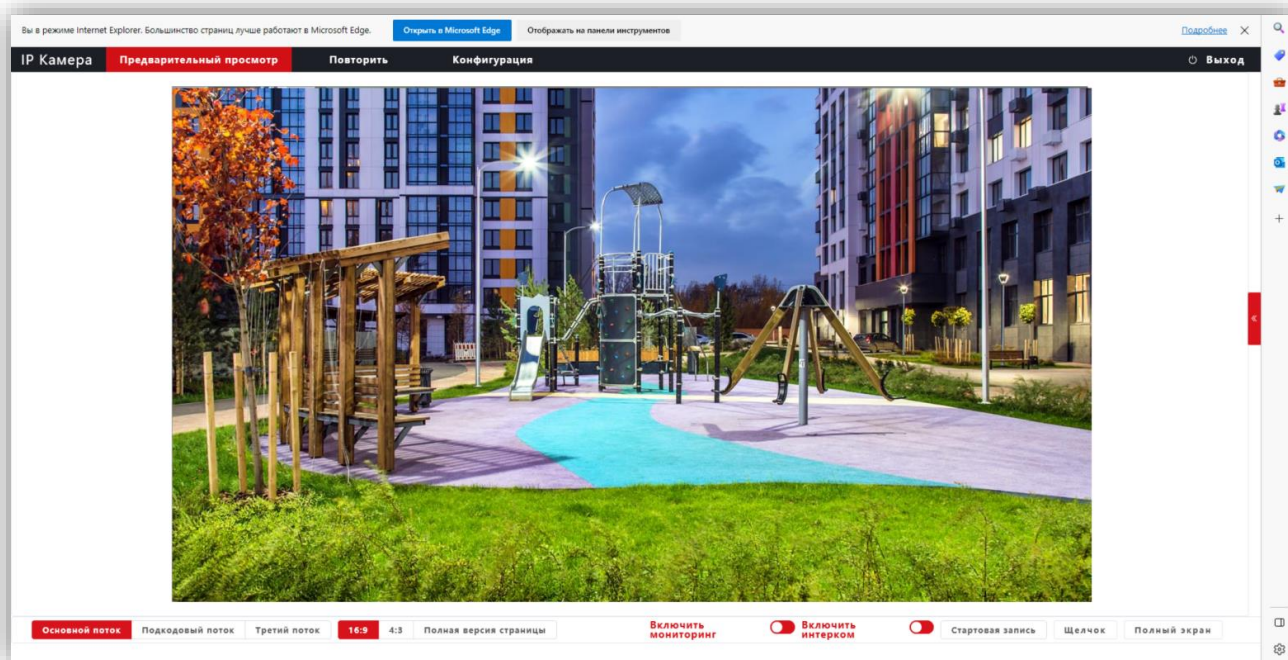 Вы в режиме Internet Explorer. Большинство страниц лучше работают в Microsoft Edge. Открыть в Microsoft Edge Отображать на панели инструментов Подробнее
IP Камера Предварительный просмотр Повторить Конфигурация Выход
Основной поток Подкодовый поток Третий поток 16:9 4:3 Полная версия страницы Включить мониторинг Включить интерком Стартовая запись Щелчок Полный экран